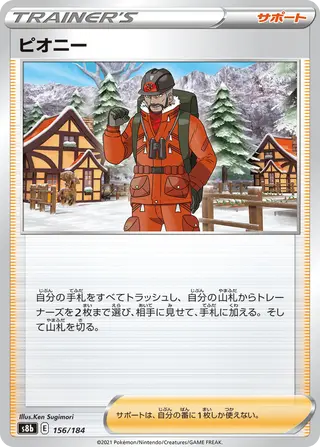 TRAINER'S サポート
ピオニー
自分の手札をすべてトラッシュし、自分の山札からトレー
ナーズを2枚まで選び、相手に見せて、手札に加える。そし
て山札を切る。
Illus.Ken Sugimori
s8b E 156/184
サポートは、自分の番に1枚しか使えない。
©2021 Pokémon/Nintendo/Creatures/GAME FREAK.